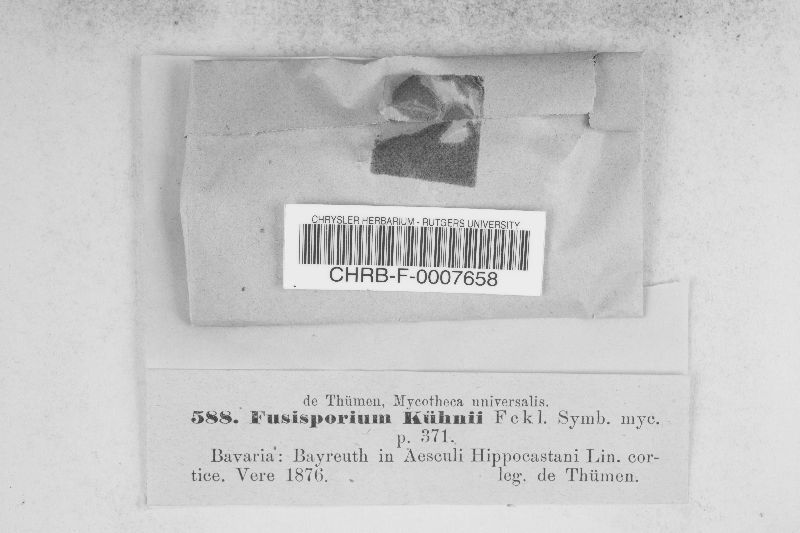 CHRYSLER HERBARIUM - RUTGERS UNIVERSITY
CHRB-F-0007658
de Thümen, Mycotheca universalis.
588. Fusisporium Kühnii Fckl. Symb. myc.
p. 371.
Bavaria: Bayreuth in Aesculi Hippocastani Lin. cor-
tice. Vere 1876. leg. de Thümen.